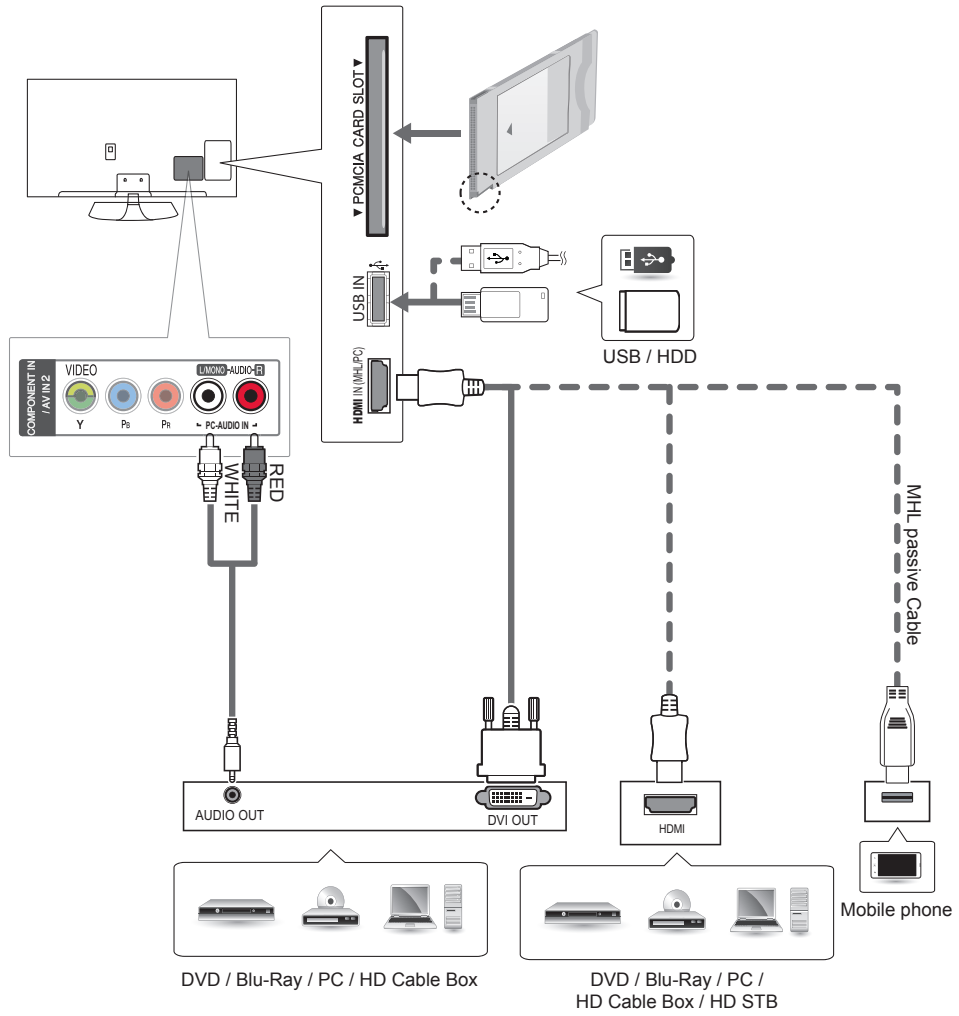 ▼ PCMCIA CARD SLOT ▼
USB IN
USB / HDD
HDMI IN (MHL/PC)
COMPONENT IN
/ AV IN 2
VIDEO
L/MONO-AUDIO-R
Y PB PR PC-AUDIO IN
WHITE
RED
MHL passive Cable
AUDIO OUT
DVI OUT
HDMI
Mobile phone
DVD / Blu-Ray / PC / HD Cable Box
DVD / Blu-Ray / PC /
HD Cable Box / HD STB